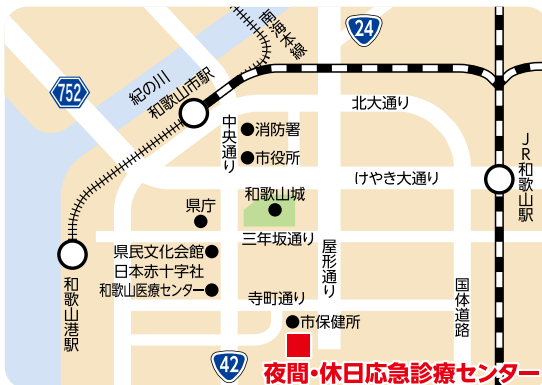 24
南海本線
752
紀の川
和歌山市駅
北大通り
中央通り
消防署
市役所
けやき大通り
JR和歌山駅
和歌山城
県庁
三年坂通り
県民文化会館
日本赤十字社
和歌山医療センター
屋形通り
和歌山港駅
国体道路
寺町通り
市保健所
42
夜間・休日応急診療センター